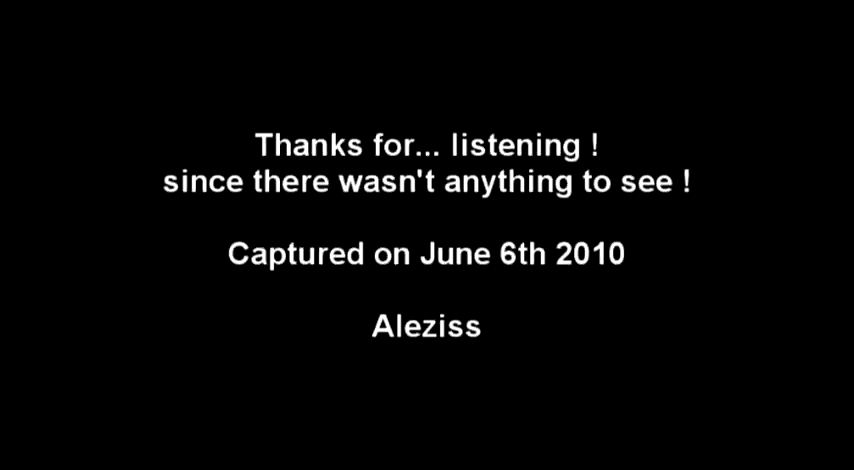 Thanks for... listening !
since there wasn't anything to see !
Captured on June 6th 2010
Aleziss